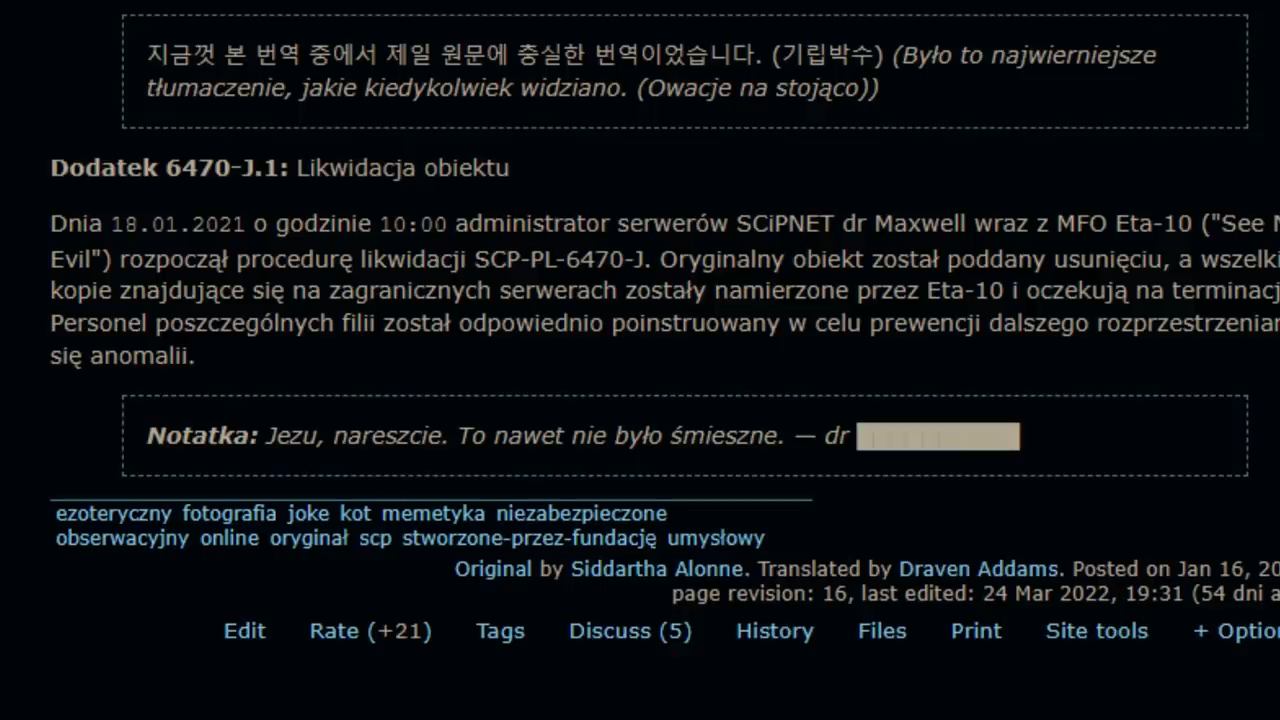 지금껏 본 번역 중에서 제일 원문에 충실한 번역이었습니다. (기립박수) (Było to najwierniejsze
tłumaczenie, jakie kiedykolwiek widziano. (Owacje na stojąco))
Dodatek 6470-J.1: Likwidacja obiektu
Dnia 18.01.2021 o godzinie 10:00 administrator serwerów SCiPNET dr Maxwell wraz z MFO Eta-10 ("See
Evil") rozpoczął procedurę likwidacji SCP-PL-6470-J. Oryginalny obiekt został poddany usunięciu, a wszelki
kopie znajdujące się na zagranicznych serwerach zostały namierzone przez Eta-10 i oczekują na terminacj
Personel poszczególnych filii został odpowiednio poinstruowany w celu prewencji dalszego rozprzestrzenian
się anomalii.
Notatka: Jezu, nareszcie. To nawet nie było śmieszne. — dr
ezoteryczny fotografia joke kot memetyka niezabezpieczone
obserwacyjny online oryginał scp stworzone-przez-fundację umysłowy
Original by Siddartha Alonne. Translated by Draven Addams. Posted on Jan 16, 20
page revision: 16, last edited: 24 Mar 2022, 19:31 (54 dni a
Edit Rate (+21) Tags Discuss (5) History Files Print Site tools + Option